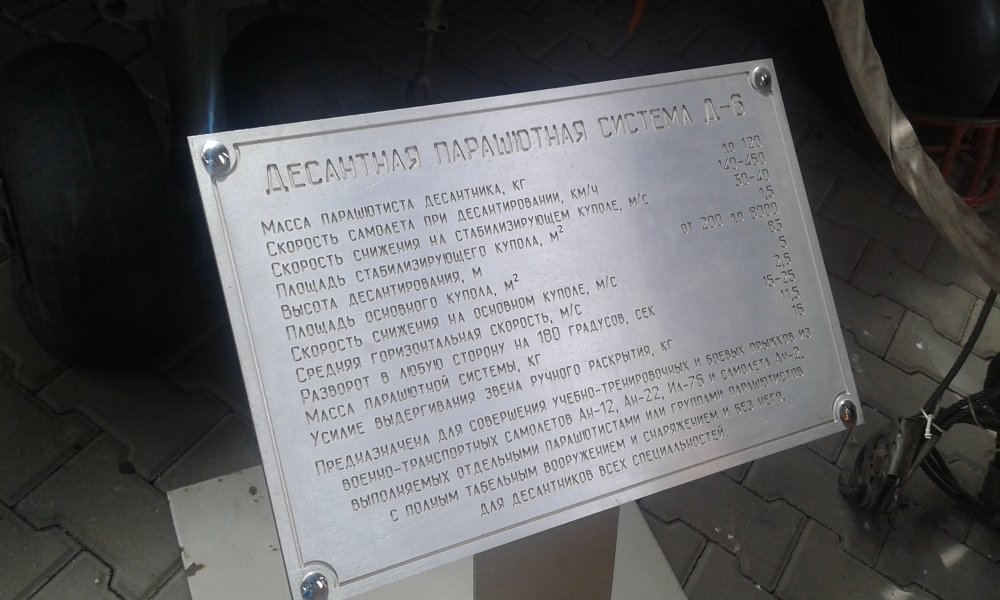 ДЕСАНТНАЯ ПАРАШЮТНАЯ СИСТЕМА Д-6
МАССА ПАРАШЮТИСТА ДЕСАНТНИКА, КГ ДО 120
СКОРОСТЬ САМОЛЕТА ПРИ ДЕСАНТИРОВАНИИ, КМ/Ч 140-450
СКОРОСТЬ СНИЖЕНИЯ НА СТАБИЛИЗИРУЮЩЕМ КУПОЛЕ, М/С 30-40
ПЛОЩАДЬ СТАБИЛИЗИРУЮЩЕГО КУПОЛА, М² 1,5
ВЫСОТА ДЕСАНТИРОВАНИЯ, М ОТ 200 ДО 8000
ПЛОЩАДЬ ОСНОВНОГО КУПОЛА, М² 83
СКОРОСТЬ СНИЖЕНИЯ НА ОСНОВНОМ КУПОЛЕ, М/С 5
СРЕДНЯЯ ГОРИЗОНТАЛЬНАЯ СКОРОСТЬ, М/С 2,5
РАЗВОРОТ В ЛЮБУЮ СТОРОНУ НА 180 ГРАДУСОВ, СЕК 15-25
МАССА ПАРАШЮТНОЙ СИСТЕМЫ, КГ 11,5
УСИЛИЕ ВЫДЕРГИВАНИЯ ЗВЕНА РУЧНОГО РАСКРЫТИЯ, КГ 16
ПРЕДНАЗНАЧЕНА ДЛЯ СОВЕРШЕНИЯ УЧЕБНО-ТРЕНИРОВОЧНЫХ И БОЕВЫХ ПРЫЖКОВ ИЗ
ВОЕННО-ТРАНСПОРТНЫХ САМОЛЕТОВ АН-12, АН-22, ИЛ-76 И САМОЛЕТА АН-2,
ВЫПОЛНЯЕМЫХ ОТДЕЛЬНЫМИ ПАРАШЮТИСТАМИ ИЛИ ГРУППАМИ ПАРАШЮТИСТОВ
С ПОЛНЫМ ТАБЕЛЬНЫМ ВООРУЖЕНИЕМ И СНАРЯЖЕНИЕМ И БЕЗ НЕГО,
ДЛЯ ДЕСАНТНИКОВ ВСЕХ СПЕЦИАЛЬНОСТЕЙ.